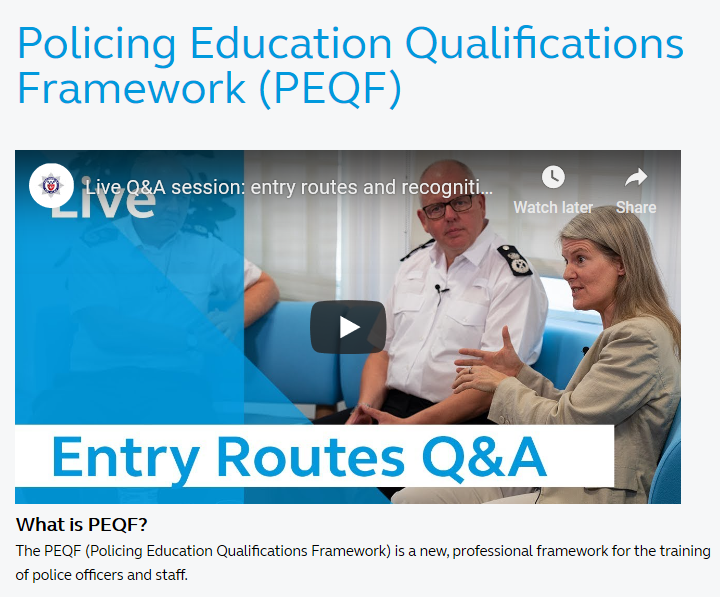 Policing Education Qualifications
Framework (PEQF)
Live Q&A session: entry routes and recogniti...
Live
Watch later
Share
Entry Routes Q&A
What is PEQF?
The PEQF (Policing Education Qualifications Framework) is a new, professional framework for the training
of police officers and staff.